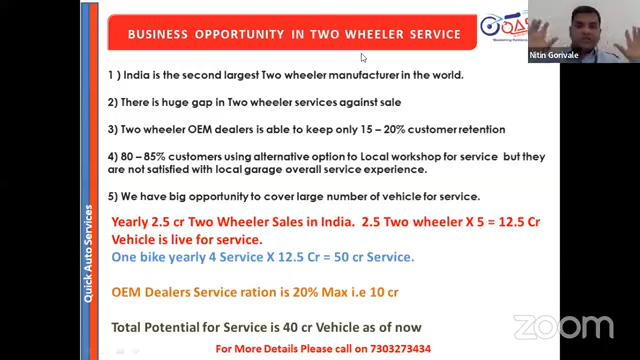 BUSINESS OPPORTUNITY IN TWO WHEELER SERVICE
QAS
Nitin Gorivale
1 ) India is the second largest Two wheeler manufacturer in the world.
2) There is huge gap in Two wheeler services against sale
3) Two wheeler OEM dealers is able to keep only 15 – 20% customer retention
4) 80 – 85% customers using alternative option to Local workshop for service but they
are not satisfied with local garage overall service experience.
5) We have big opportunity to cover large number of vehicle for service.
Yearly 2.5 cr Two Wheeler Sales in India. 2.5 Two wheeler X 5 = 12.5 Cr
Vehicle is live for service.
One bike yearly 4 Service X 12.5 Cr = 50 cr Service.
OEM Dealers Service ration is 20% Max i.e 10 cr
Total Potential for Service is 40 cr Vehicle as of now
For More Details Please call on 7303273434
Quick Auto Services
zoom